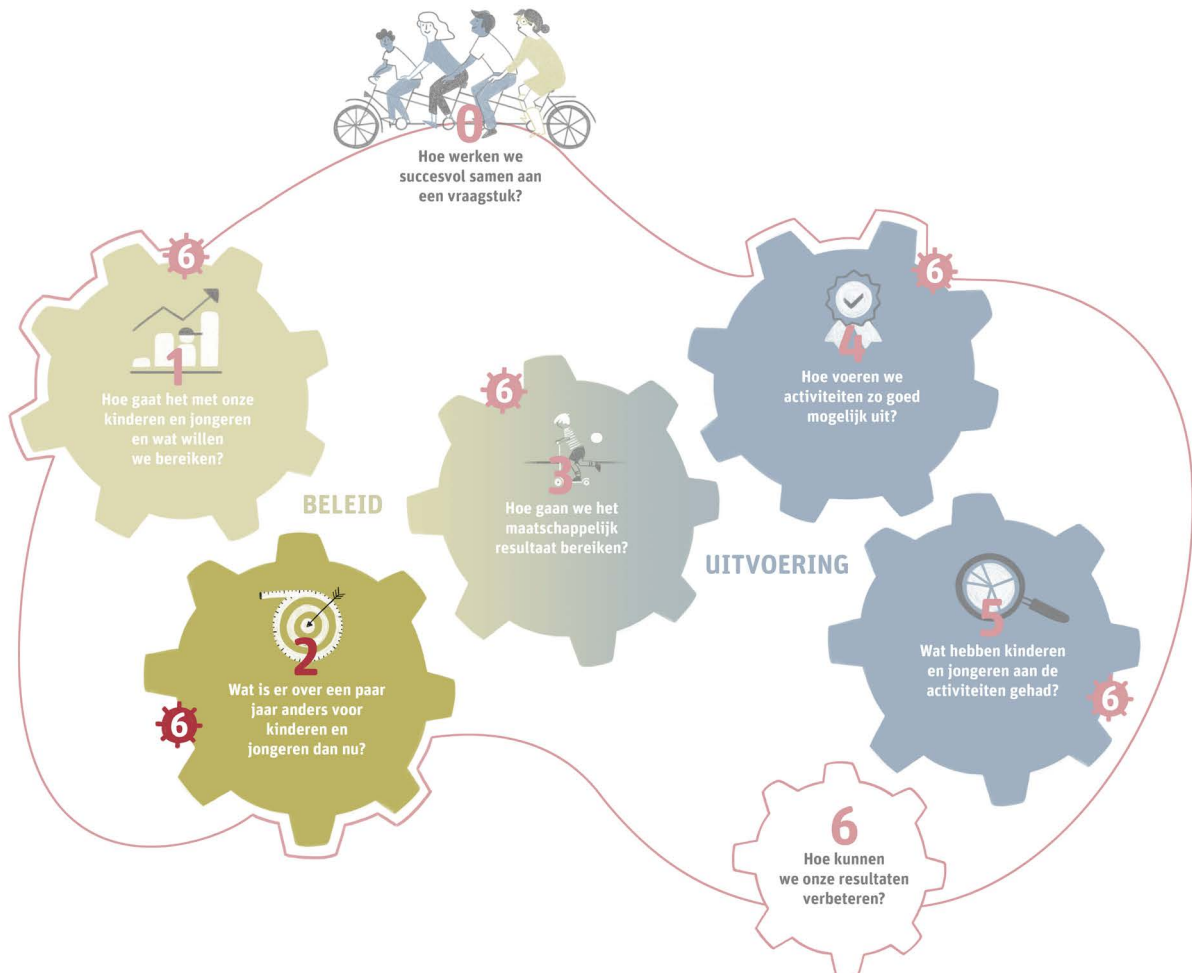 0
Hoe werken we
succesvol samen aan
een vraagstuk?
6
1
Hoe gaat het met onze
kinderen en jongeren
en wat willen
we bereiken?
BELEID
6
2
Wat is er over een paar
jaar anders voor
kinderen en
jongeren dan nu?
6
3
Hoe gaan we het
maatschappelijk
resultaat bereiken?
6
4
Hoe voeren we
activiteiten zo goed
mogelijk uit?
UITVOERING
5
Wat hebben kinderen
en jongeren aan de
activiteiten gehad?
6
6
Hoe kunnen
we onze resultaten
verbeteren?